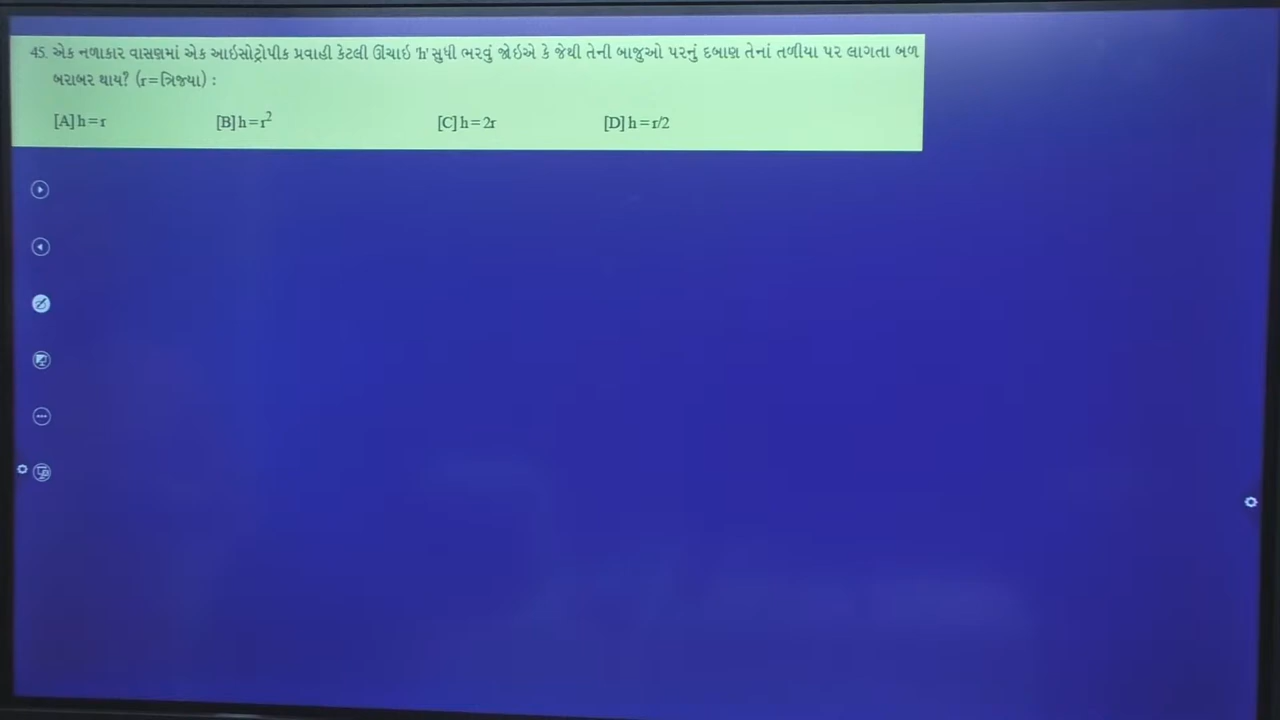 45. એક નળાકાર વાસણમાં એક આઇસોટ્રોપીક પ્રવાહી કેટલી ઊંચાઇ 'h' સુધી ભરવું જોઇએ કે જેથી તેની બાજુઓ પરનું દબાણ તેનાં તળીયા પર લાગતા બળ
બરાબર થાય? (r=ત્રિજ્યા) :
[A] h=r [B] h=r² [C] h=2r [D] h=r/2